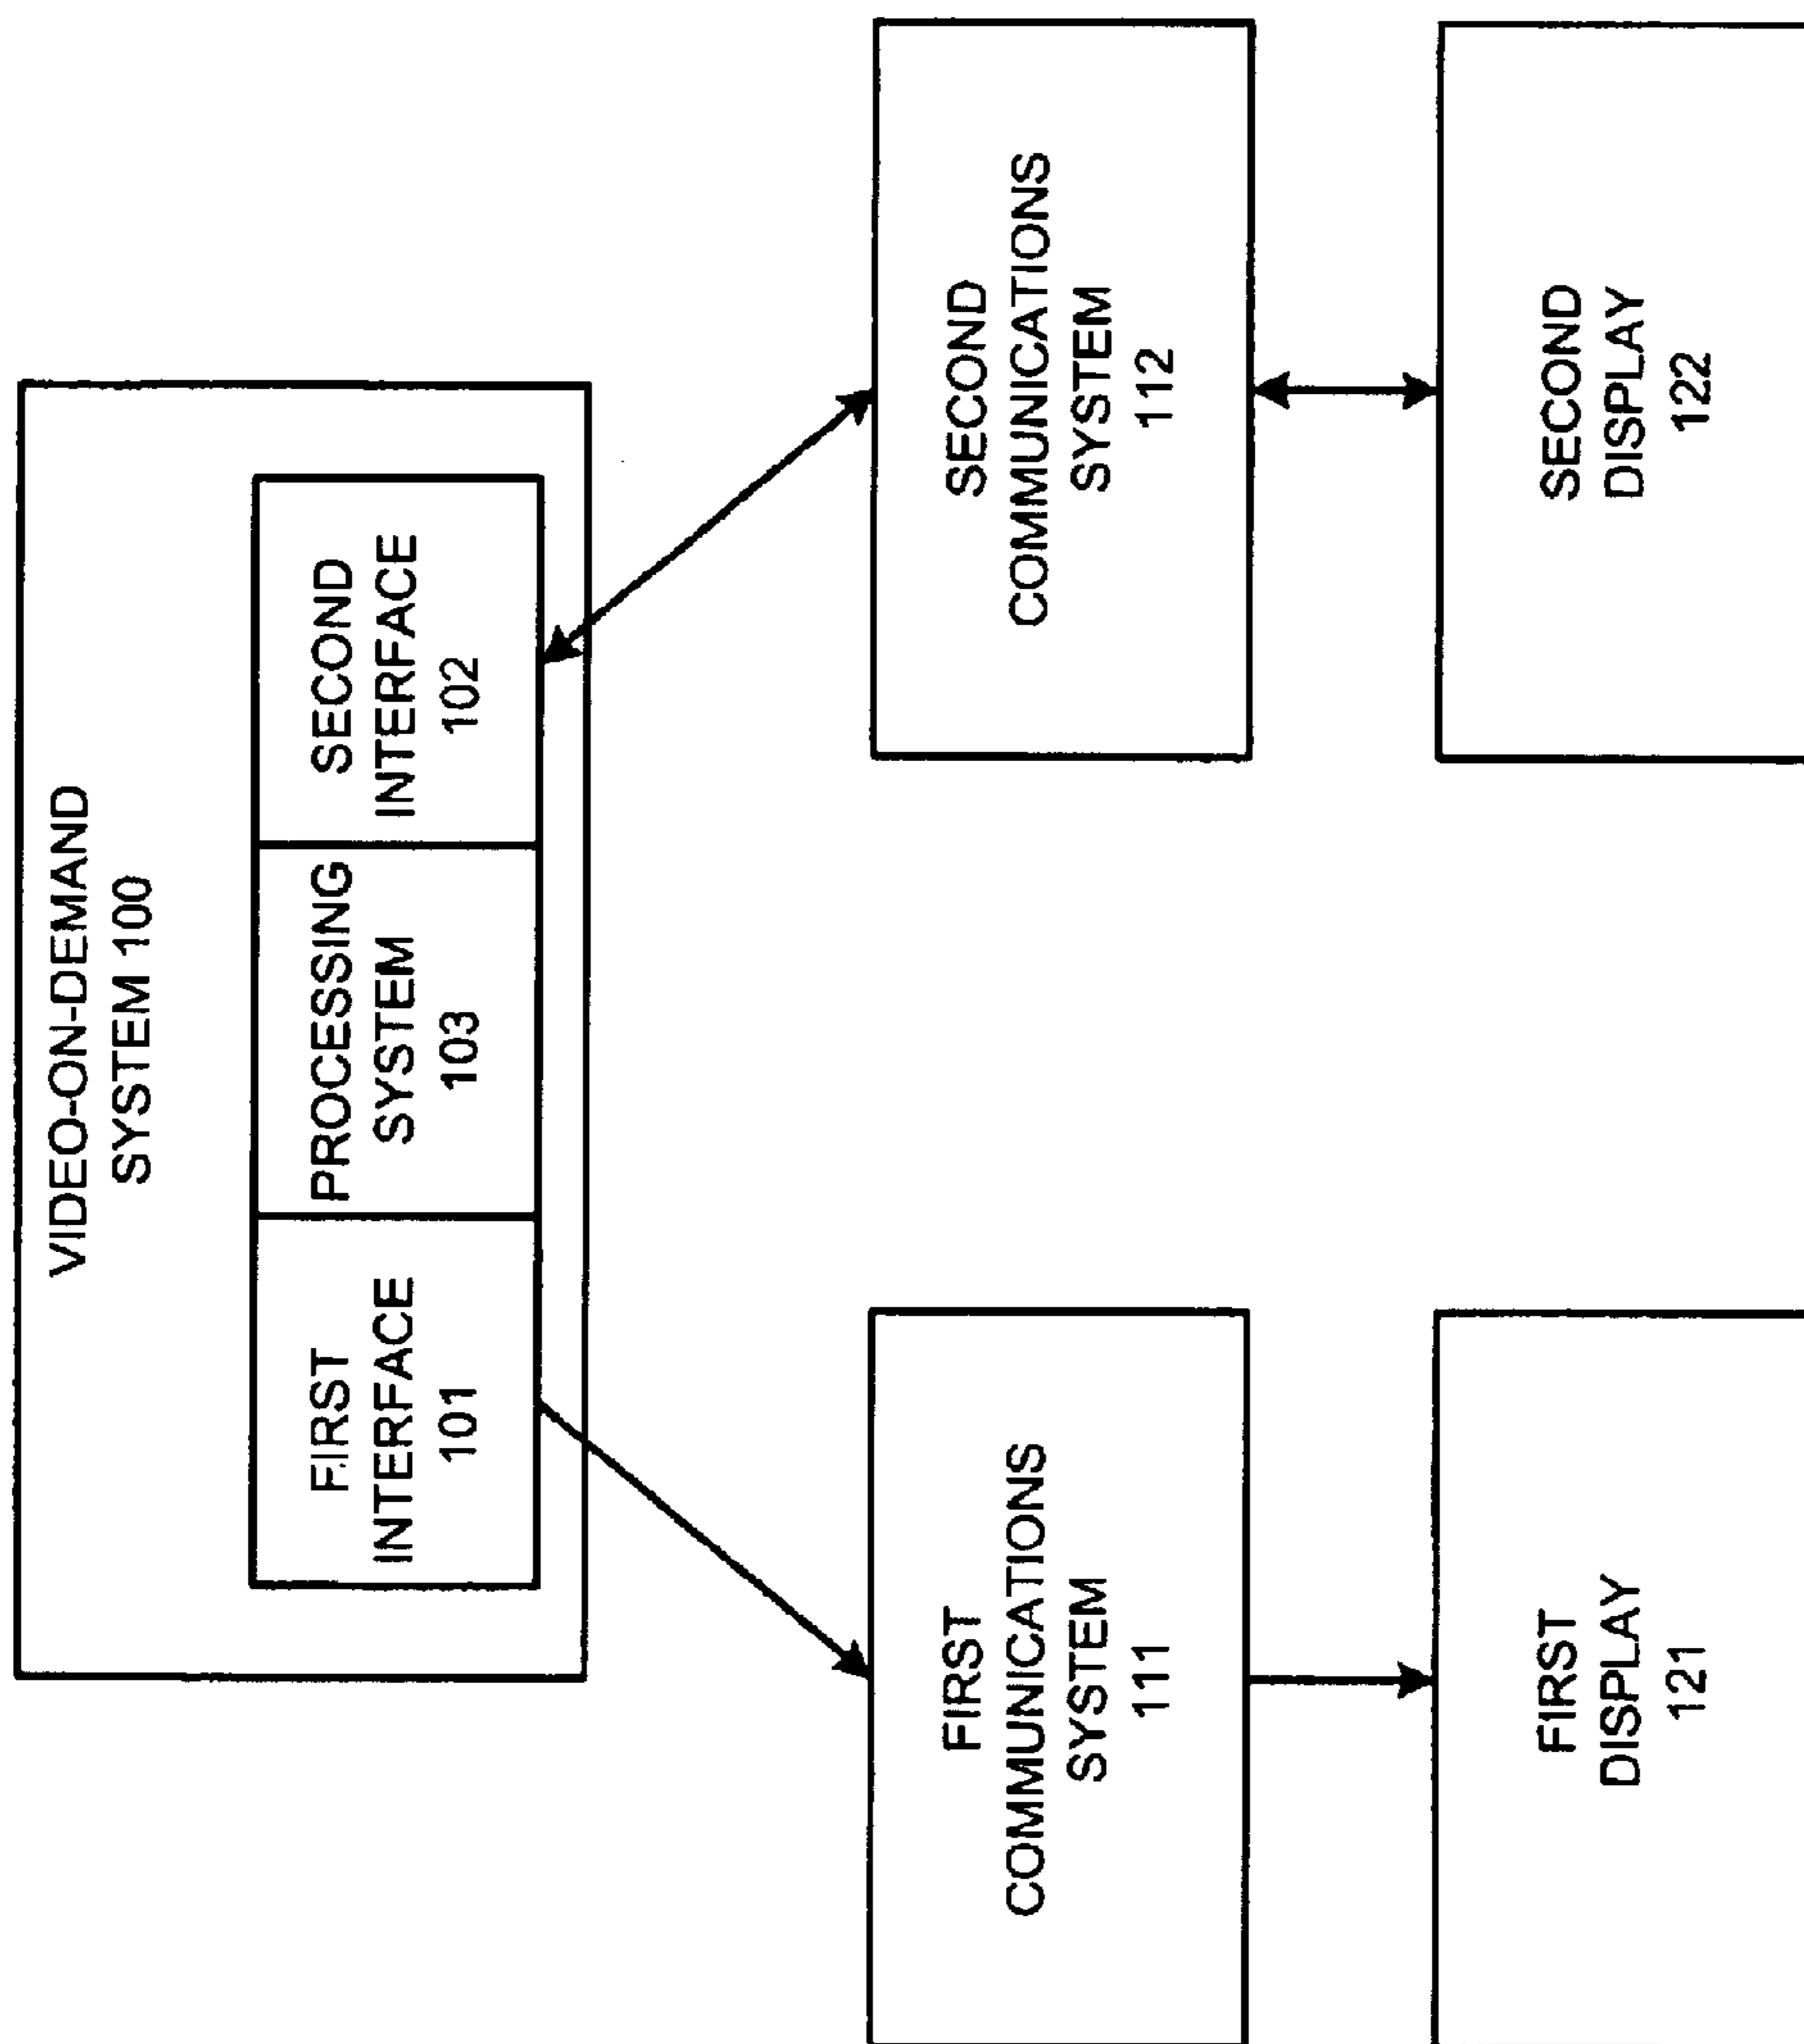 VIDEO-ON-DEMAND
SYSTEM 100
FIRST
INTERFACE
101
PROCESSING
SYSTEM
103
SECOND
INTERFACE
102
FIRST
COMMUNICATIONS
SYSTEM
111
SECOND
COMMUNICATIONS
SYSTEM
112
FIRST
DISPLAY
121
SECOND
DISPLAY
122